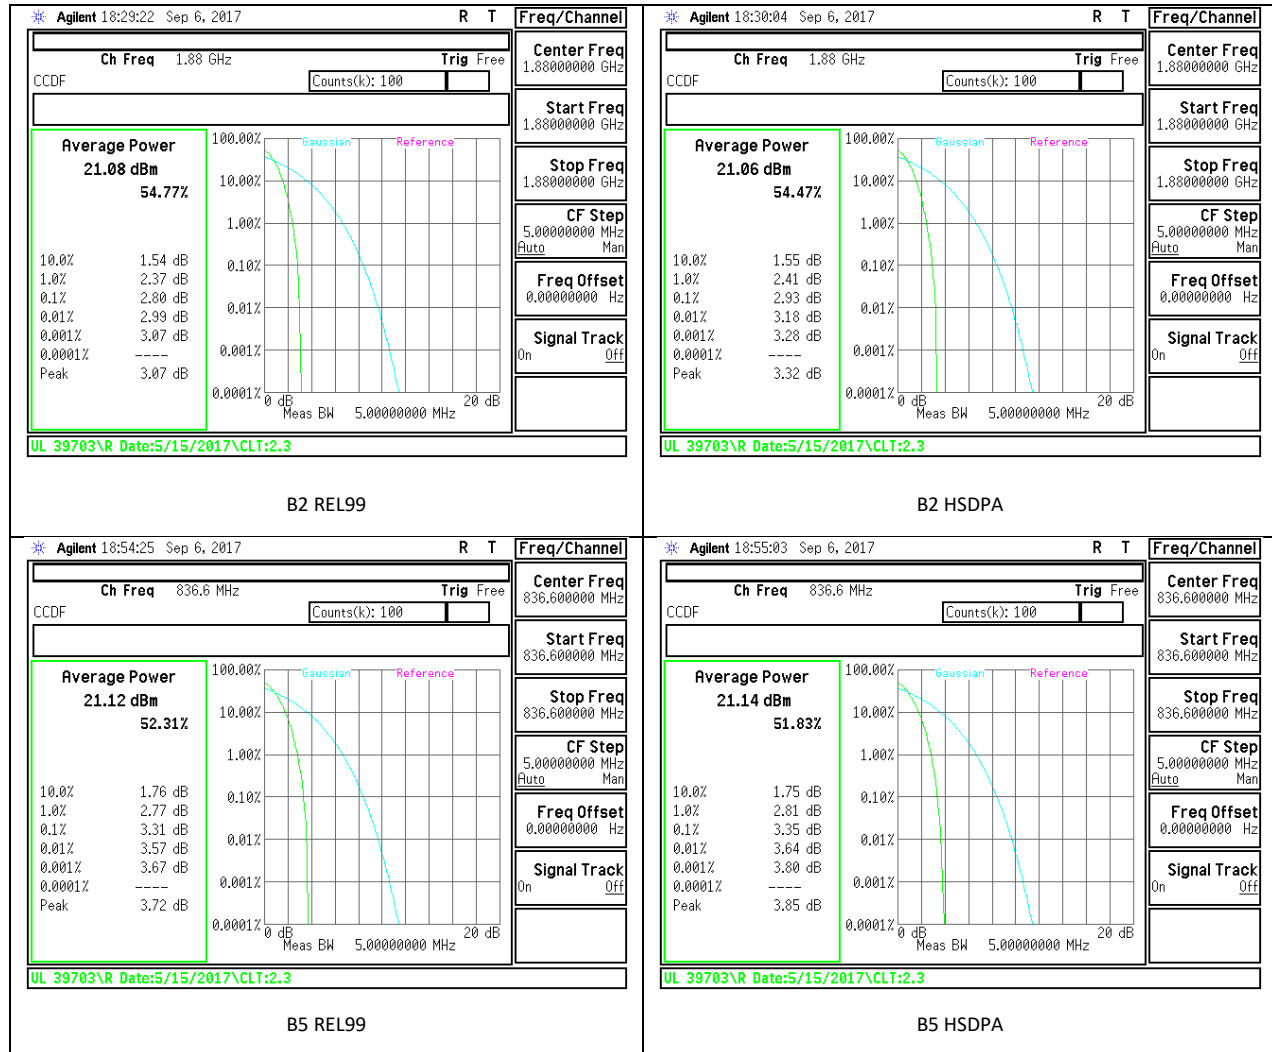 Agilent 18:29:22 Sep 6, 2017 R T Freq/Channel
Ch Freq 1.88 GHz Trig Free
CCDF Counts(k): 100
Average Power
21.08 dBm
54.77%
10.0% 1.54 dB
1.0% 2.37 dB
0.1% 2.80 dB
0.01% 2.99 dB
0.001% 3.07 dB
0.0001% ----
Peak 3.07 dB
100.00% Gaussian Reference
10.00%
1.00%
0.10%
0.01%
0.001%
0.0001%
0 dB 20 dB
Meas BW 5.000000000 MHz
Center Freq
1.88000000 GHz
Start Freq
1.88000000 GHz
Stop Freq
1.88000000 GHz
CF Step
5.00000000 MHz
Auto Man
Freq Offset
0.00000000 Hz
Signal Track
On Off
UL 39703\R Date:5/15/2017\CLT:2.3
B2 REL99
Agilent 18:30:04 Sep 6, 2017 R T Freq/Channel
Ch Freq 1.88 GHz Trig Free
CCDF Counts(k): 100
Average Power
21.06 dBm
54.47%
10.0% 1.55 dB
1.0% 2.41 dB
0.1% 2.93 dB
0.01% 3.18 dB
0.001% 3.28 dB
0.0001% ----
Peak 3.32 dB
100.00% Gaussian Reference
10.00%
1.00%
0.10%
0.01%
0.001%
0.0001%
0 dB 20 dB
Meas BW 5.000000000 MHz
Center Freq
1.88000000 GHz
Start Freq
1.88000000 GHz
Stop Freq
1.88000000 GHz
CF Step
5.00000000 MHz
Auto Man
Freq Offset
0.00000000 Hz
Signal Track
On Off
UL 39703\R Date:5/15/2017\CLT:2.3
B2 HSDPA
Agilent 18:54:25 Sep 6, 2017 R T Freq/Channel
Ch Freq 836.6 MHz Trig Free
CCDF Counts(k): 100
Average Power
21.12 dBm
52.31%
10.0% 1.76 dB
1.0% 2.77 dB
0.1% 3.31 dB
0.01% 3.57 dB
0.001% 3.67 dB
0.0001% ----
Peak 3.72 dB
100.00% Gaussian Reference
10.00%
1.00%
0.10%
0.01%
0.001%
0.0001%
0 dB 20 dB
Meas BW 5.000000000 MHz
Center Freq
836.600000 MHz
Start Freq
836.600000 MHz
Stop Freq
836.600000 MHz
CF Step
5.00000000 MHz
Auto Man
Freq Offset
0.00000000 Hz
Signal Track
On Off
UL 39703\R Date:5/15/2017\CLT:2.3
B5 REL99
Agilent 18:55:03 Sep 6, 2017 R T Freq/Channel
Ch Freq 836.6 MHz Trig Free
CCDF Counts(k): 100
Average Power
21.14 dBm
51.83%
10.0% 1.75 dB
1.0% 2.81 dB
0.1% 3.35 dB
0.01% 3.64 dB
0.001% 3.80 dB
0.0001% ----
Peak 3.85 dB
100.00% Gaussian Reference
10.00%
1.00%
0.10%
0.01%
0.001%
0.0001%
0 dB 20 dB
Meas BW 5.000000000 MHz
Center Freq
836.600000 MHz
Start Freq
836.600000 MHz
Stop Freq
836.600000 MHz
CF Step
5.00000000 MHz
Auto Man
Freq Offset
0.00000000 Hz
Signal Track
On Off
UL 39703\R Date:5/15/2017\CLT:2.3
B5 HSDPA